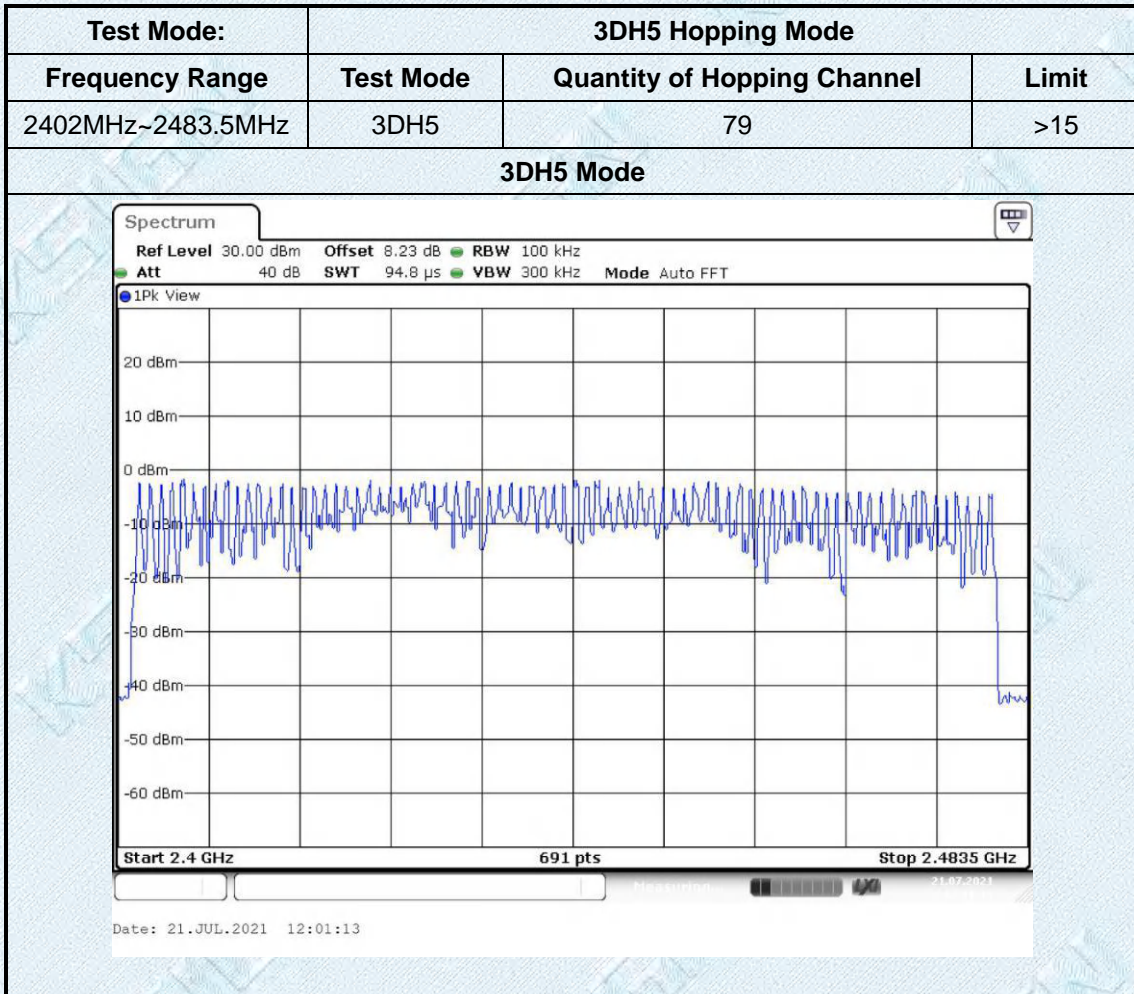 Test Mode: 3DH5 Hopping Mode
Frequency Range Test Mode Quantity of Hopping Channel Limit
2402MHz~2483.5MHz 3DH5 79 >15
3DH5 Mode
Spectrum
Ref Level 30.00 dBm Offset 8.23 dB RBW 100 kHz
Att 40 dB SWT 94.8 µs VBW 300 kHz Mode Auto FFT
1Pk View
20 dBm
10 dBm
0 dBm
-10 dBm
-20 dBm
-30 dBm
-40 dBm
-50 dBm
-60 dBm
Start 2.4 GHz 691 pts Stop 2.4835 GHz
LXI 21.07.2021
Date: 21.JUL.2021 12:01:13